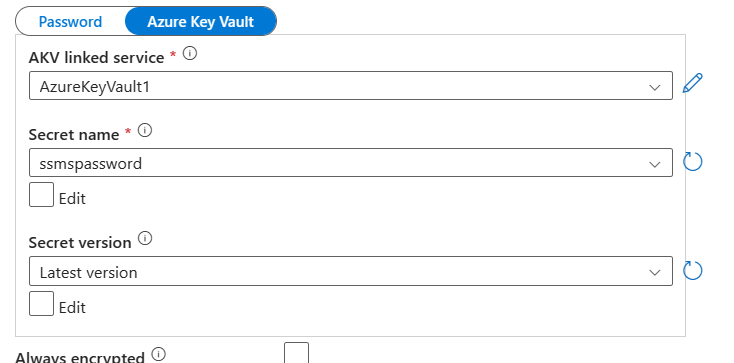 Password Azure Key Vault
AKV linked service *
AzureKeyVault1
Secret name *
ssmspassword
Edit
Secret version
Latest version
Edit
Always encrypted